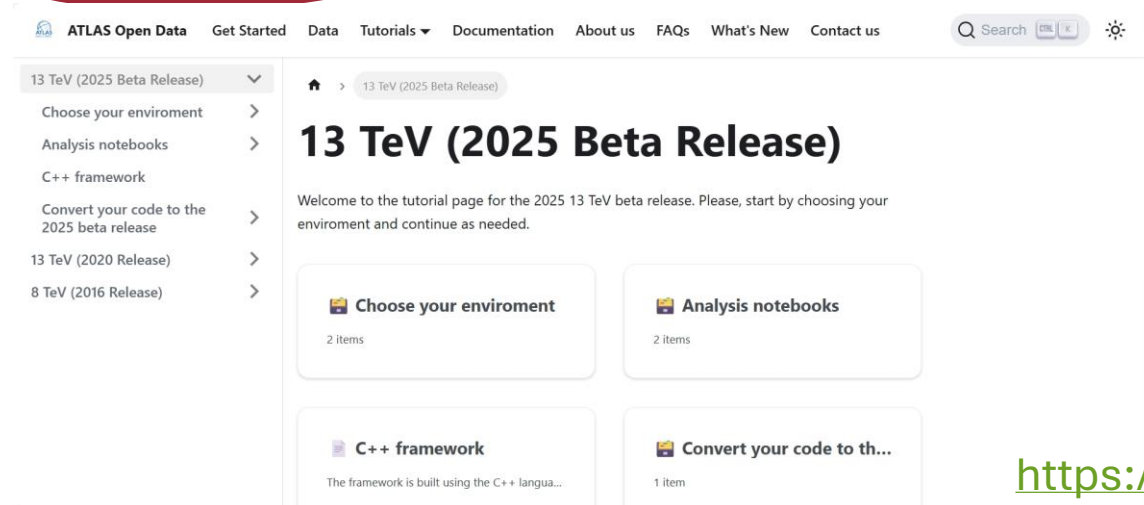 ATLAS Open Data Get Started Data Tutorials Documentation About us FAQs What's New Contact us Search CTRL K
13 TeV (2025 Beta Release)
Choose your enviroment
Analysis notebooks
C++ framework
Convert your code to the
2025 beta release
13 TeV (2020 Release)
8 TeV (2016 Release)
13 TeV (2025 Beta Release)
13 TeV (2025 Beta Release)
Welcome to the tutorial page for the 2025 13 TeV beta release. Please, start by choosing your
enviroment and continue as needed.
Choose your enviroment
2 items
Analysis notebooks
2 items
C++ framework
The framework is built using the C++ langua...
Convert your code to th...
1 item
https:/